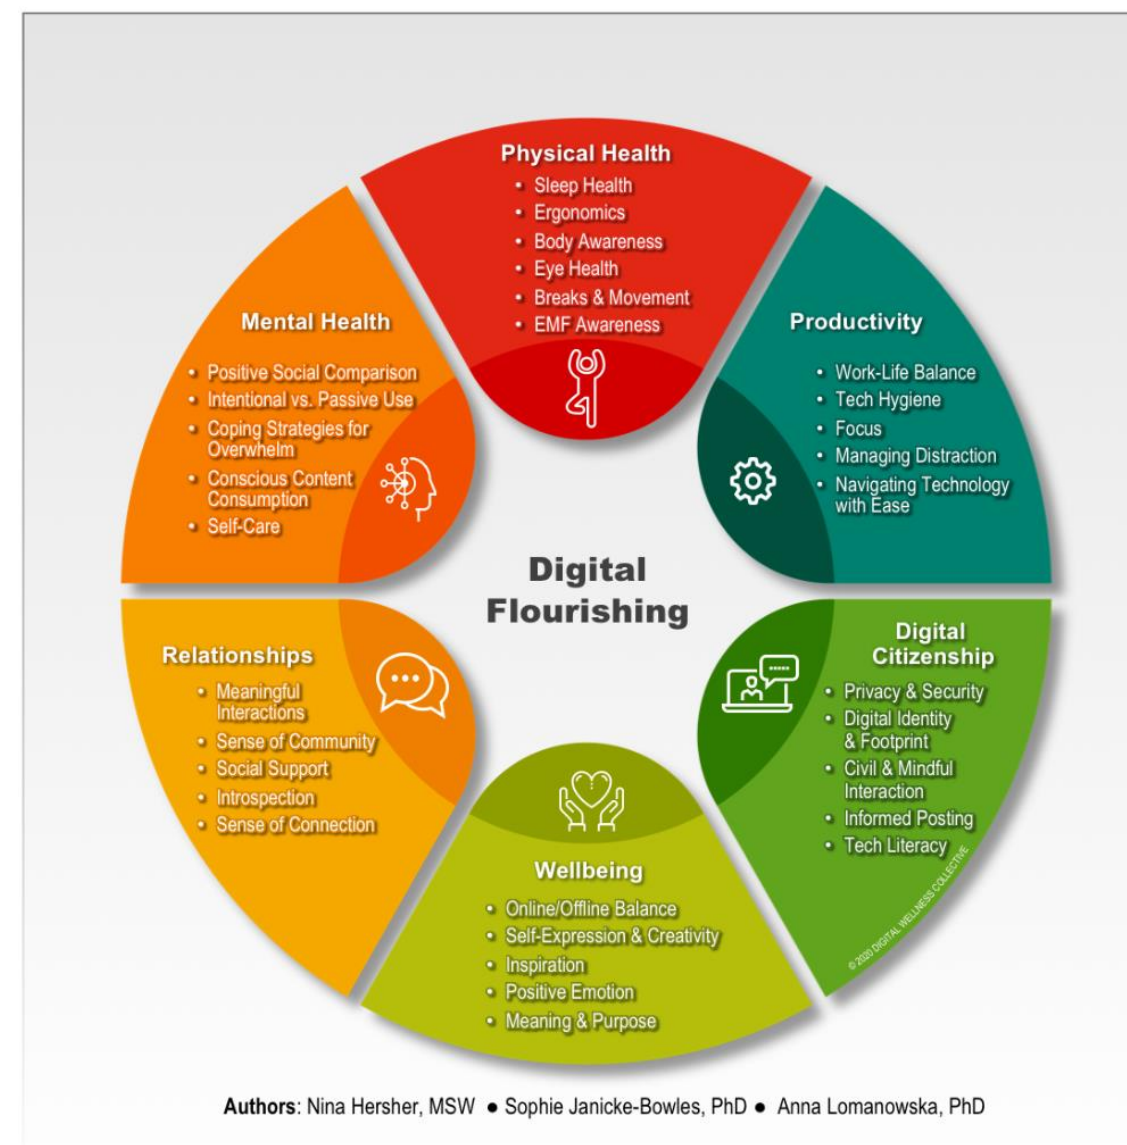 Physical Health
• Sleep Health
• Ergonomics
• Body Awareness
• Eye Health
• Breaks & Movement
• EMF Awareness
Productivity
• Work-Life Balance
• Tech Hygiene
• Focus
• Managing Distraction
• Navigating Technology
with Ease
Digital
Citizenship
• Privacy & Security
• Digital Identity
& Footprint
• Civil & Mindful
Interaction
• Informed Posting
• Tech Literacy
© 2020 DIGITAL WELLNESS COLLECTIVE
Wellbeing
• Online/Offline Balance
• Self-Expression & Creativity
• Inspiration
• Positive Emotion
• Meaning & Purpose
Relationships
• Meaningful
Interactions
• Sense of Community
• Social Support
• Introspection
• Sense of Connection
Mental Health
• Positive Social Comparison
• Intentional vs. Passive Use
• Coping Strategies for
Overwhelm
• Conscious Content
Consumption
• Self-Care
Digital
Flourishing
Authors: Nina Hersher, MSW ● Sophie Janicke-Bowles, PhD ● Anna Lomanowska, PhD